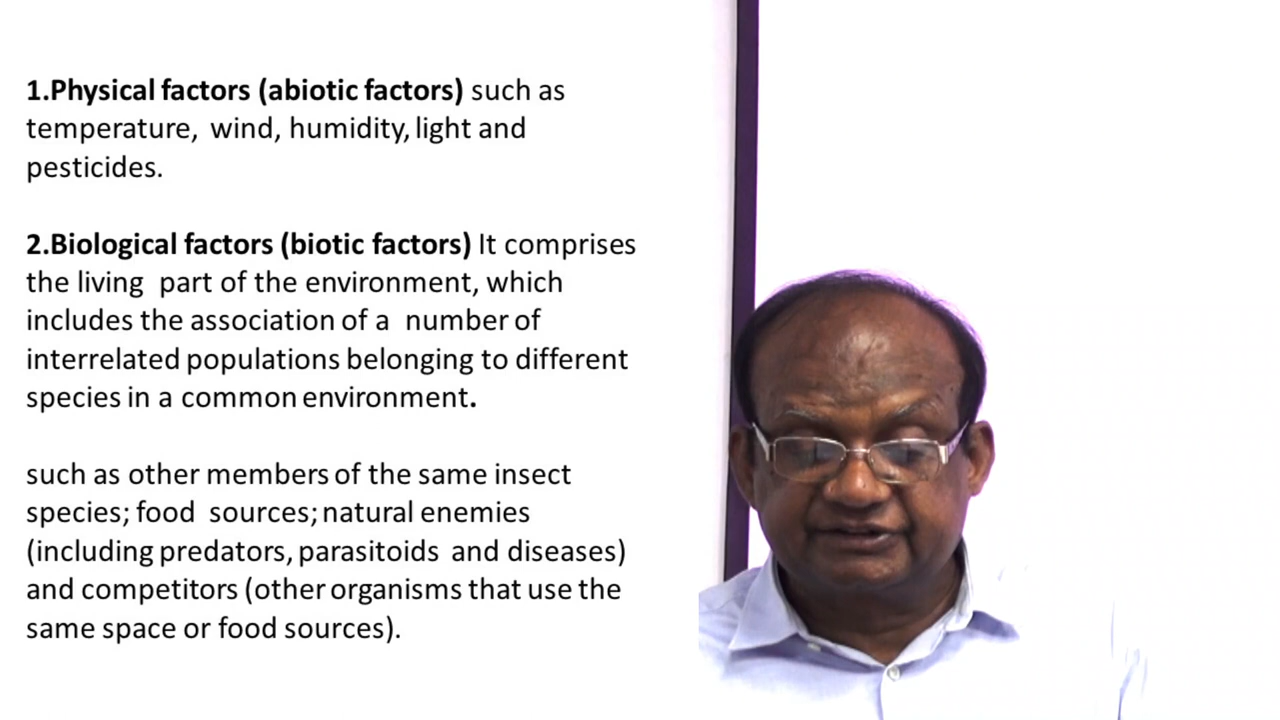 1.Physical factors (abiotic factors) such as
temperature, wind, humidity, light and
pesticides.
2.Biological factors (biotic factors) It comprises
the living part of the environment, which
includes the association of a number of
interrelated populations belonging to different
species in a common environment.
such as other members of the same insect
species; food sources; natural enemies
(including predators, parasitoids and diseases)
and competitors (other organisms that use the
same space or food sources).